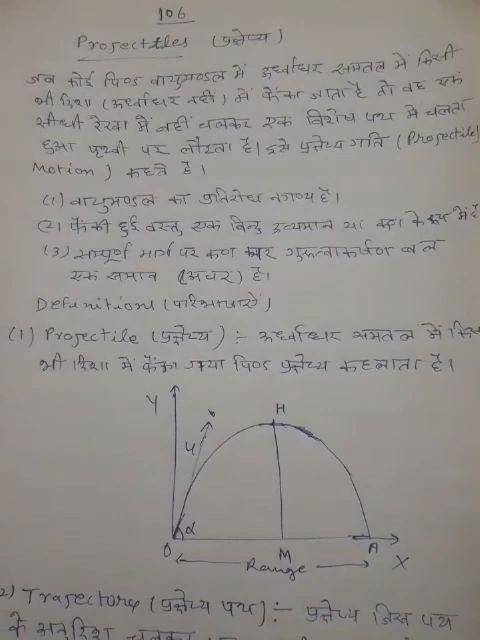 106
Projectiles (प्रक्षेप्य)
जब कोई पिण्ड वायुमण्डल में ऊर्ध्वाधर समतल में किसी
भी दिशा (ऊर्ध्वाधर नहीं) में फेंका जाता है तो वह एक
सीधी रेखा में नहीं चलकर एक विशेष पथ में चलता
हुआ पृथ्वी पर लौटता है। इसे प्रक्षेप्य गति (Projectile
Motion) कहते हैं।
(1) वायुमण्डल का प्रतिरोध नगण्य है।
(2) फेंकी हुई वस्तु एक बिन्दु द्रव्यमान या कण के रूप में है
(3) सम्पूर्ण मार्ग पर कण पर गुरुत्वाकर्षण बल
एक समान (अचर) है।
Definitions (परिभाषायें)
(1) Projectile (प्रक्षेप्य) :- ऊर्ध्वाधर समतल में
भी दिशा में फेंका गया पिण्ड प्रक्षेप्य कहलाता है।
Y
H
u
α
O
M
A
X
Range
2) Trajectory (प्रक्षेप्य पथ) :- प्रक्षेप्य जिस पथ
के अनुदिश चलकर